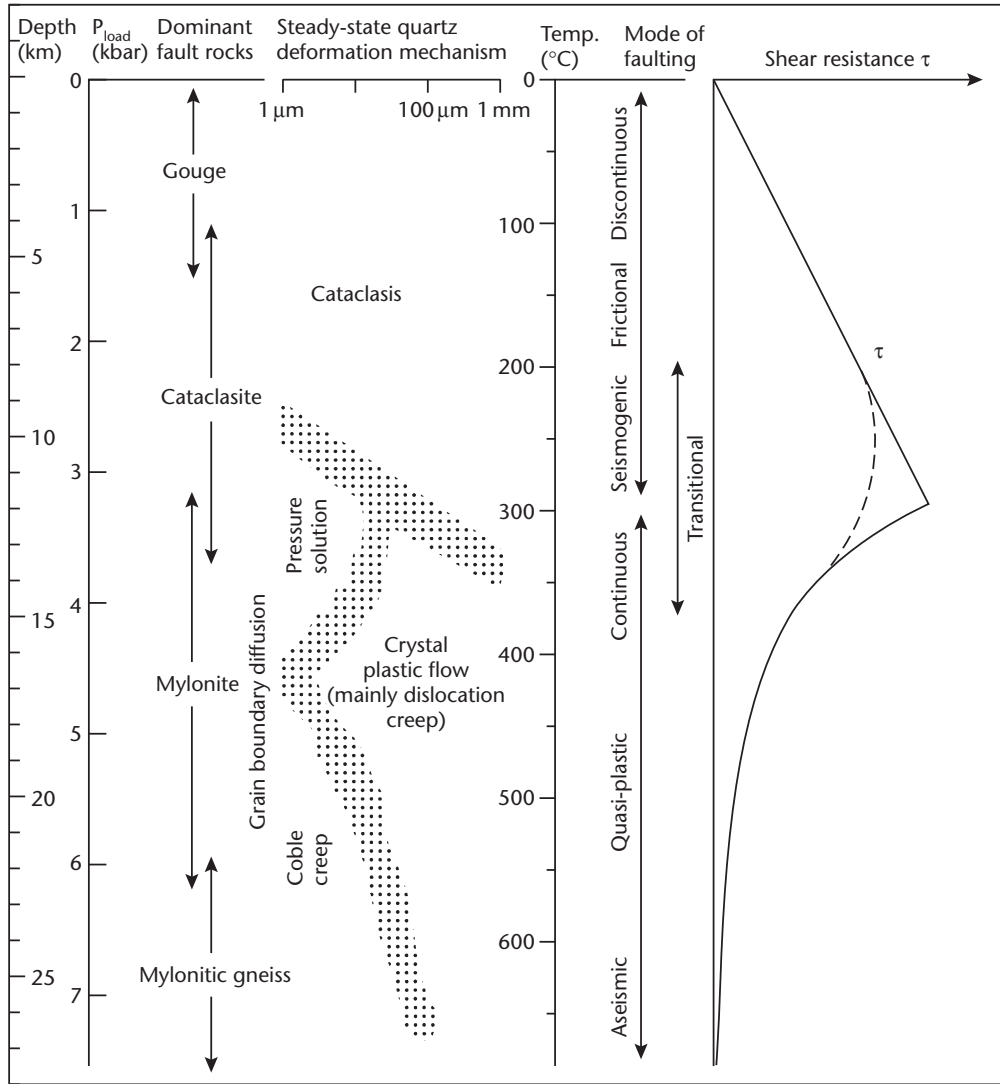 Depth
(km)
P_load
(kbar)
Dominant
fault rocks
Steady-state quartz
deformation mechanism
Temp.
(°C)
Mode of
faulting
Shear resistance τ
0
5
10
15
20
25
0
1
2
3
4
5
6
7
Gouge
Cataclasite
Mylonite
Mylonitic gneiss
1 μm
100 μm
1 mm
Cataclasis
Pressure
solution
Grain boundary diffusion
Crystal
plastic flow
(mainly dislocation
creep)
Coble
creep
0
100
200
300
400
500
600
Discontinuous
Frictional
Seismogenic
Transitional
Continuous
Quasi-plastic
Aseismic
τ